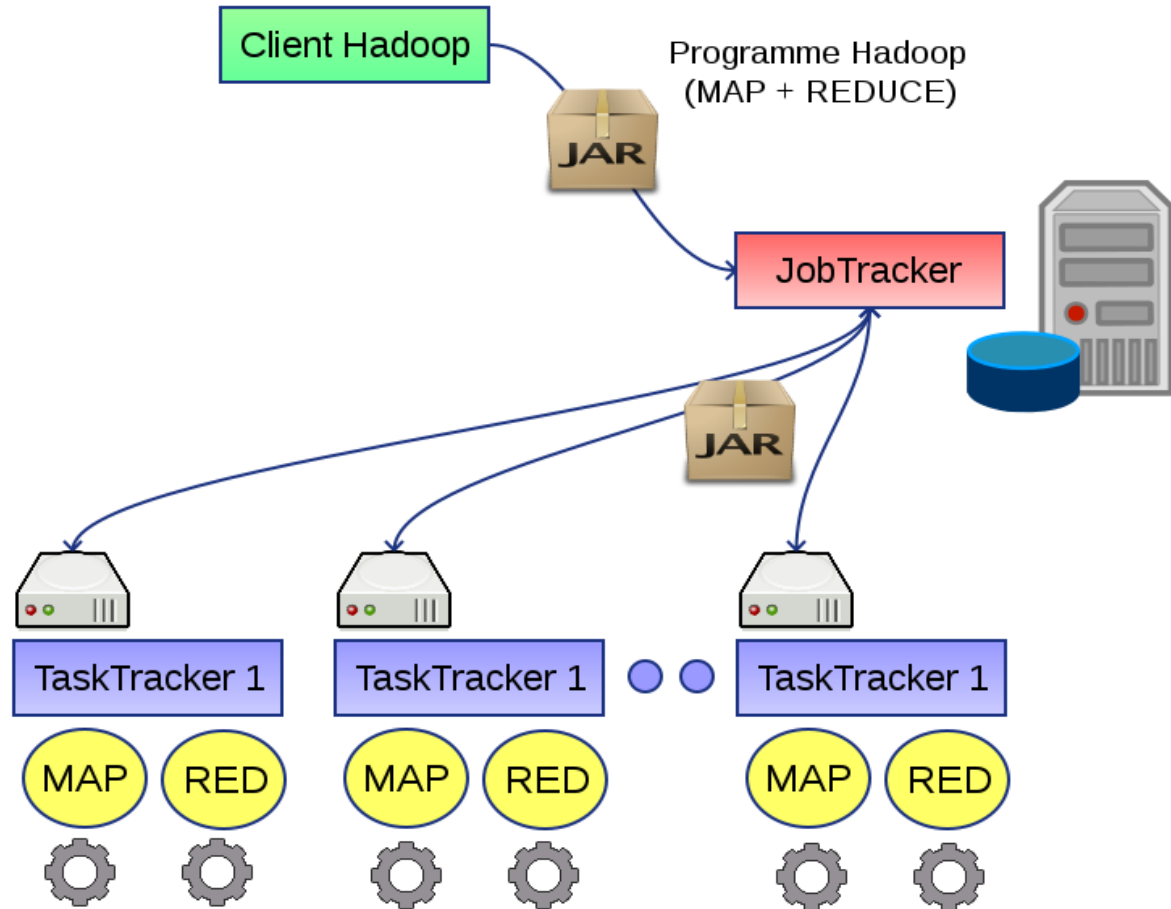 Client Hadoop
Programme Hadoop
(MAP + REDUCE)
JAR
JobTracker
JAR
TaskTracker 1
TaskTracker 1
TaskTracker 1
MAP
RED
MAP
RED
MAP
RED